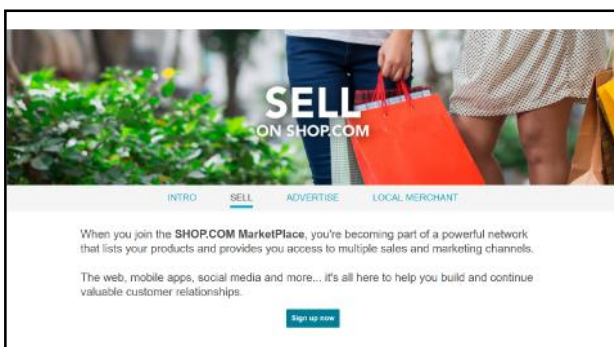 SELL
ON SHOP.COM
INTRO SELL ADVERTISE LOCAL MERCHANT
When you join the SHOP.COM MarketPlace, you're becoming part of a powerful network
that lists your products and provides you access to multiple sales and marketing channels.
The web, mobile apps, social media and more... it's all here to help you build and continue
valuable customer relationships.
Sign up now